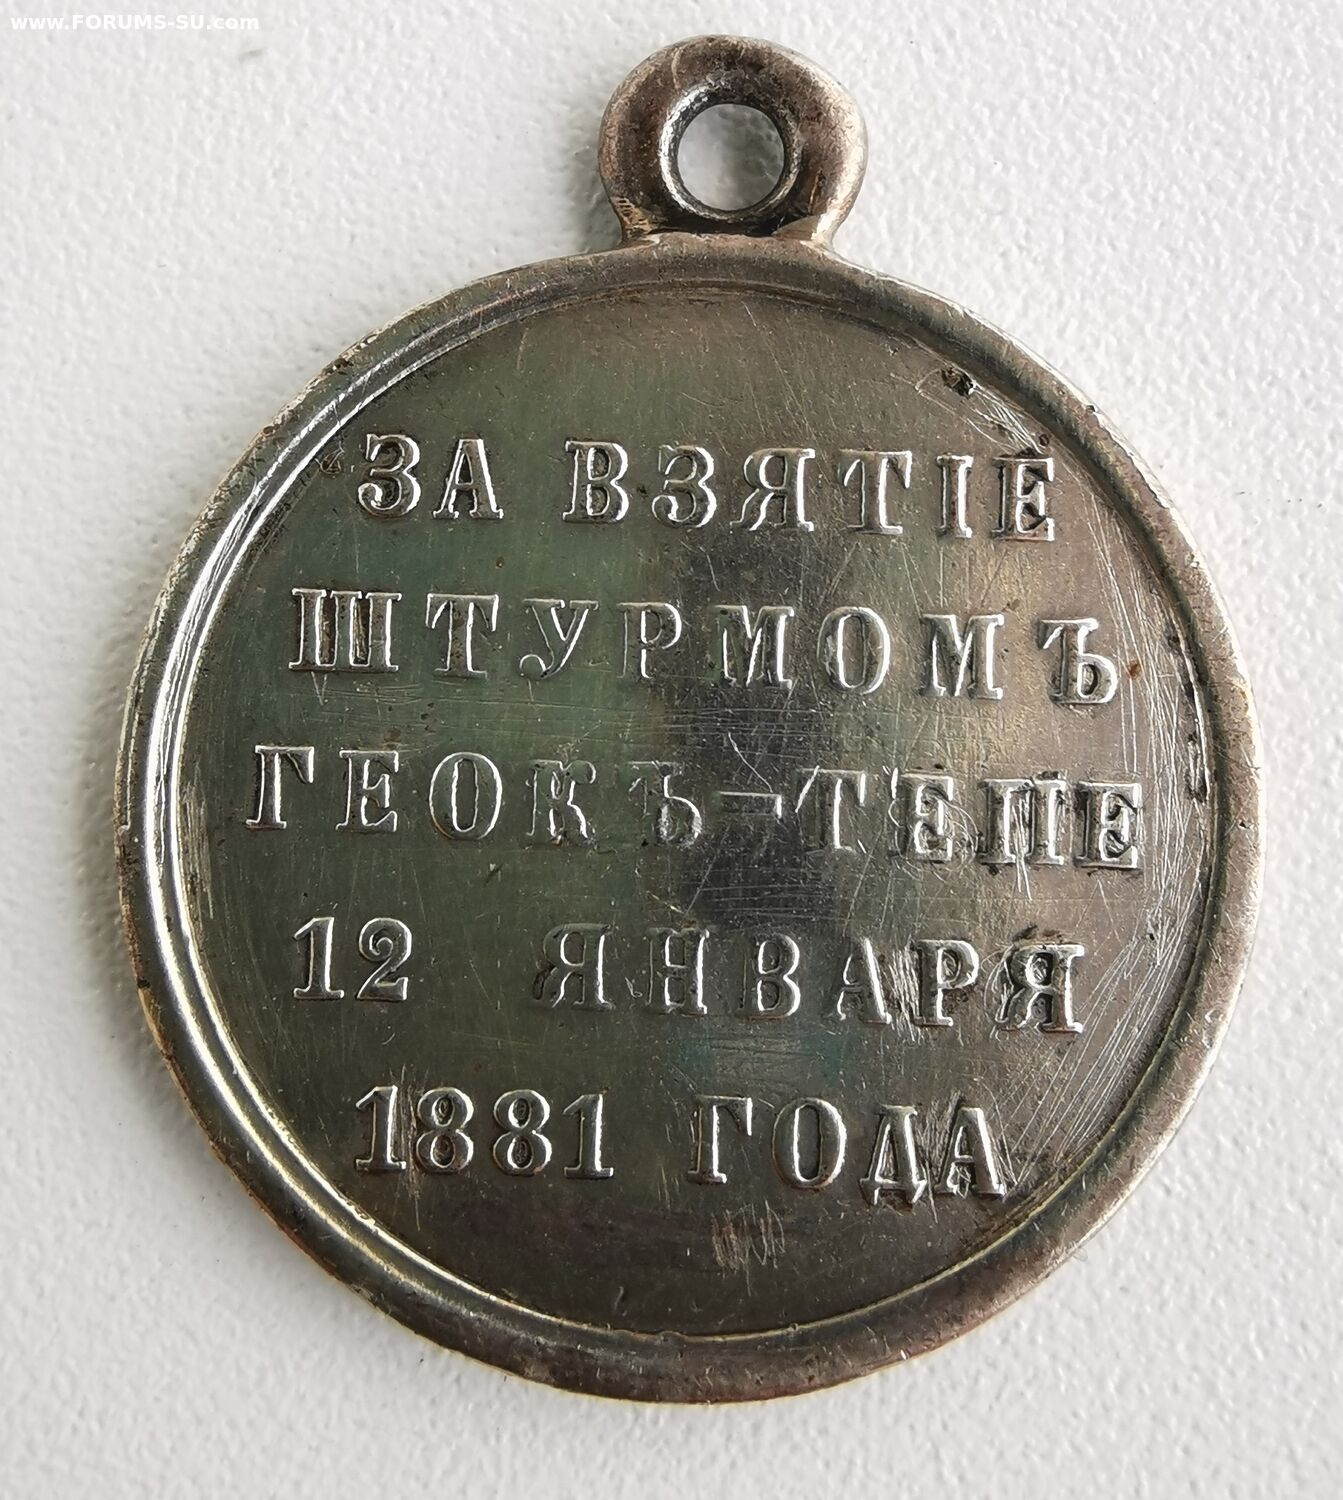 www.FORUMS-SU.com
ЗА ВЗЯТІЕ
ШТУРМОМЪ
ГЕОКЪ-ТЕПЕ
12 ЯНВАРЯ
1881 ГОДА